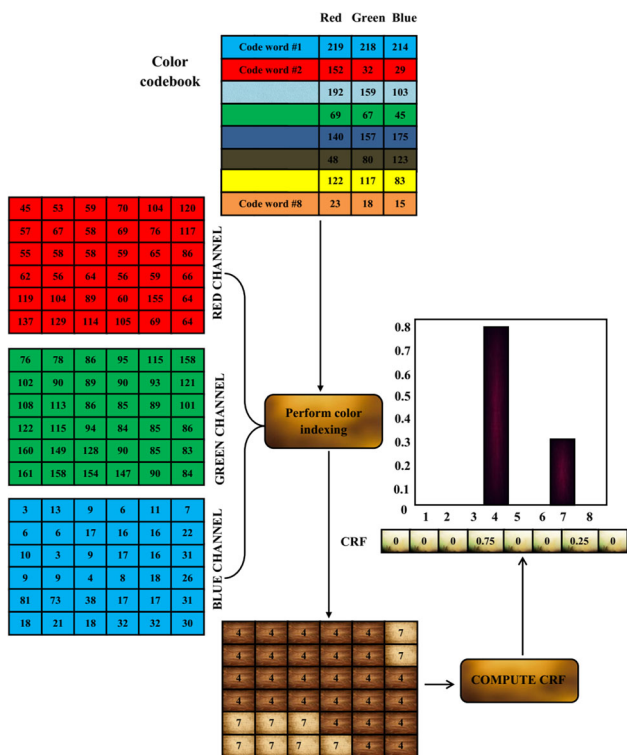 Red Green Blue
Color codebook
Code word #1 219 218 214
Code word #2 152 32 29
192 159 103
69 67 45
140 157 175
48 80 123
122 117 83
Code word #8 23 18 15
45 53 59 70 104 120
57 67 58 69 76 117
55 58 58 59 65 86
62 56 64 56 59 66
119 104 89 60 155 64
137 129 114 105 69 64
RED CHANNEL
76 78 86 95 115 158
102 90 89 90 93 121
108 113 86 85 89 101
122 115 94 84 85 86
160 149 128 90 85 83
161 158 154 147 90 84
GREEN CHANNEL
3 13 9 6 11 7
6 6 17 16 16 22
10 3 9 17 16 31
9 9 4 8 18 26
81 73 38 17 17 31
18 21 18 32 32 30
BLUE CHANNEL
Perform color
indexing
0.8
0.7
0.6
0.5
0.4
0.3
0.2
0.1
0
1 2 3 4 5 6 7 8
CRF 0 0 0 0.75 0 0 0.25 0
4 4 4 4 4 7
4 4 4 4 4 7
4 4 4 4 4 4
4 4 4 4 4 4
7 7 7 4 4 4
7 7 7 7 4 4
COMPUTE CRF